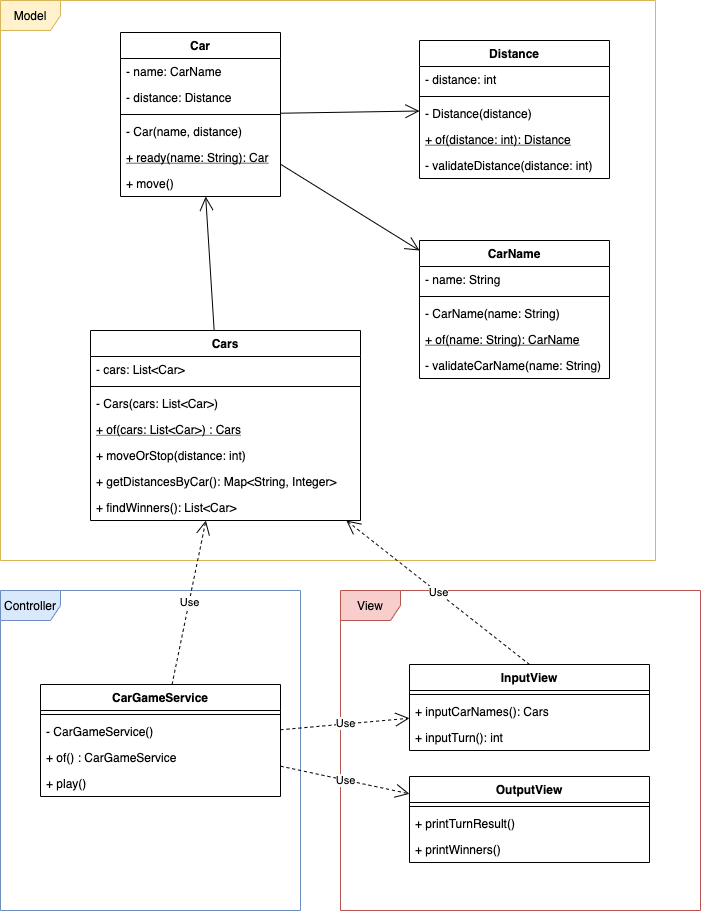 Model
Car
- name: CarName
- distance: Distance
- Car(name, distance)
+ ready(name: String): Car
+ move()
Distance
- distance: int
- Distance(distance)
+ of(distance: int): Distance
- validateDistance(distance: int)
CarName
- name: String
- CarName(name: String)
+ of(name: String): CarName
- validateCarName(name: String)
Cars
- cars: List<Car>
- Cars(cars: List<Car>)
+ of(cars: List<Car>) : Cars
+ moveOrStop(distance: int)
+ getDistancesByCar(): Map<String, Integer>
+ findWinners(): List<Car>
Controller
Use
CarGameService
- CarGameService()
+ of() : CarGameService
+ play()
View
Use
Use
Use
InputView
+ inputCarNames(): Cars
+ inputTurn(): int
OutputView
+ printTurnResult()
+ printWinners()